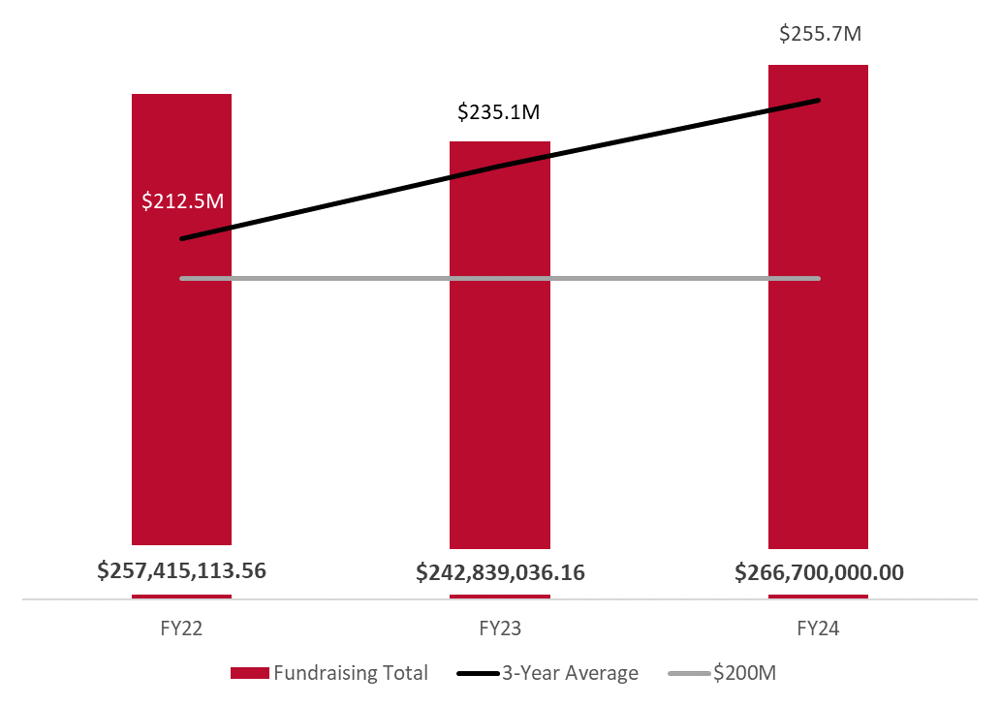 $255.7M
$235.1M
$212.5M
$257,415,113.56
$242,839,036.16
$266,700,000.00
FY22
FY23
FY24
Fundraising Total
3-Year Average
$200M